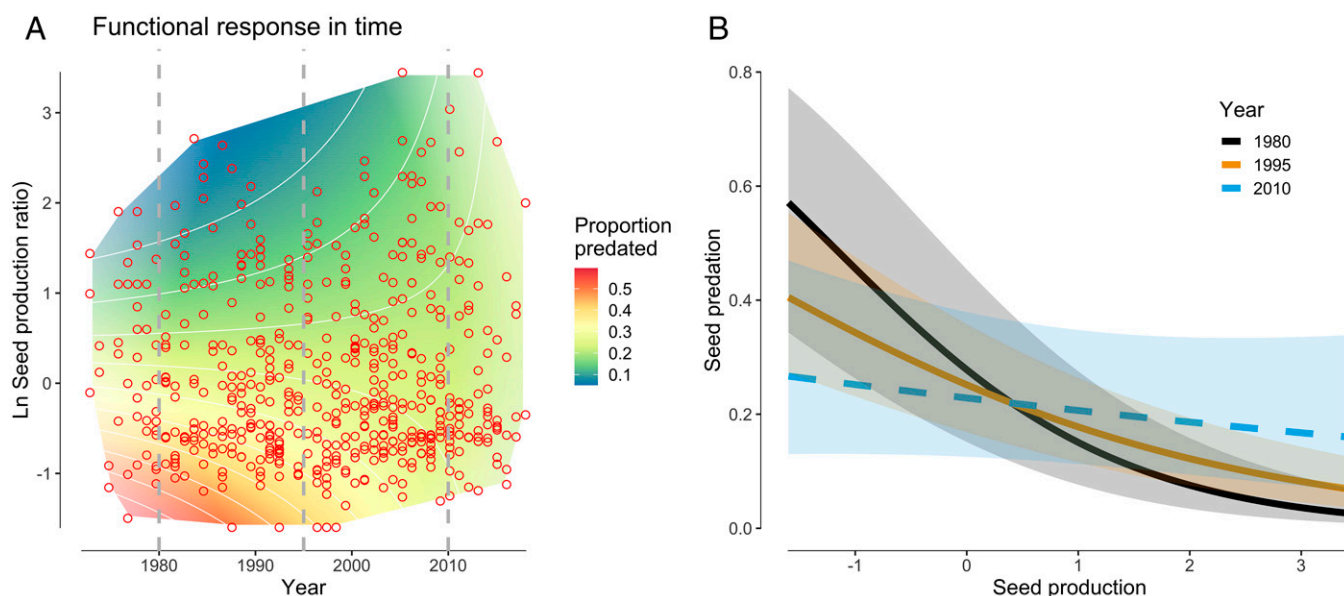 A
Functional response in time
Ln Seed production ratio)
3
2
1
0
-1
1980
1990
2000
2010
Year
Proportion
predated
0.5
0.4
0.3
0.2
0.1
B
Seed predation
0.8
0.6
0.4
0.2
0.0
-1
0
1
2
3
Seed production
Year
1980
1995
2010